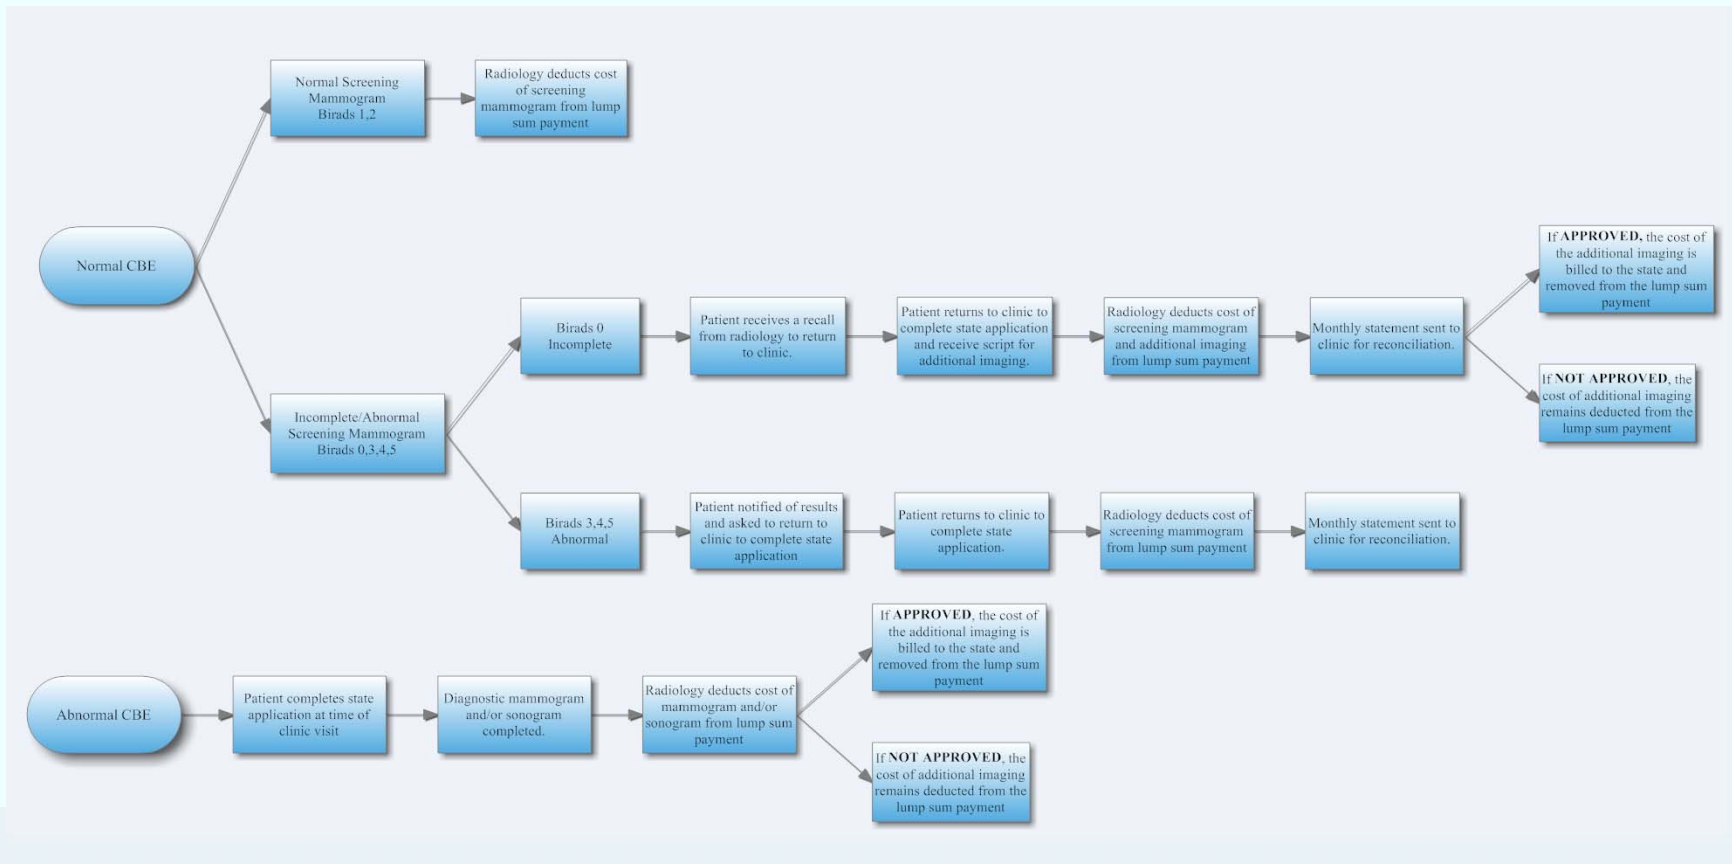 Normal CBE
Normal Screening
Mammogram
Birads 1,2
Radiology deducts cost
of screening
mammogram from lump
sum payment
Incomplete/Abnormal
Screening Mammogram
Birads 0,3,4,5
Birads 0
Incomplete
Patient receives a recall
from radiology to return
to clinic.
Patient returns to clinic to
complete state application
and receive script for
additional imaging.
Radiology deducts cost of
screening mammogram
and additional imaging
from lump sum payment
Monthly statement sent to
clinic for reconciliation.
If APPROVED, the cost of
the additional imaging is
billed to the state and
removed from the lump sum
payment
If NOT APPROVED, the
cost of additional imaging
remains deducted from the
lump sum payment
Birads 3,4,5
Abnormal
Patient notified of results
and asked to return to
clinic to complete state
application
Patient returns to clinic to
complete state
application.
Radiology deducts cost of
screening mammogram
from lump sum payment
Monthly statement sent to
clinic for reconciliation.
Abnormal CBE
Patient completes state
application at time of
clinic visit
Diagnostic mammogram
and/or sonogram
completed.
Radiology deducts cost of
mammogram and/or
sonogram from lump sum
payment
If APPROVED, the cost of
the additional imaging is
billed to the state and
removed from the lump sum
payment
If NOT APPROVED, the
cost of additional imaging
remains deducted from the
lump sum payment